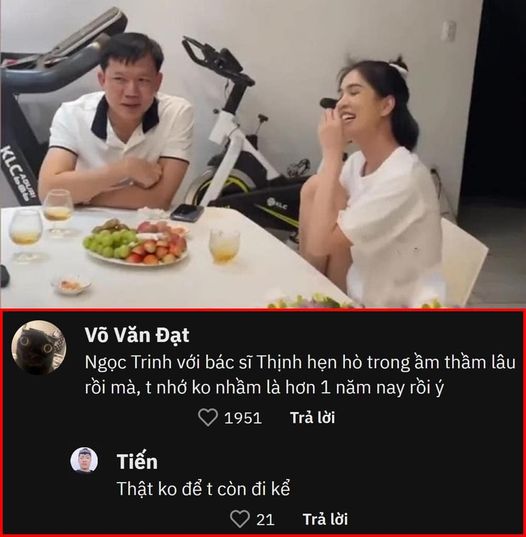 KLC
KLC
Võ Văn Đạt
Ngọc Trinh với bác sĩ Thịnh hẹn hò trong ầm thầm lâu
rồi mà, t nhớ ko nhầm là hơn 1 năm nay rồi ý
1951 Trả lời
Tiến
Thật ko để t còn đi kể
21 Trả lời